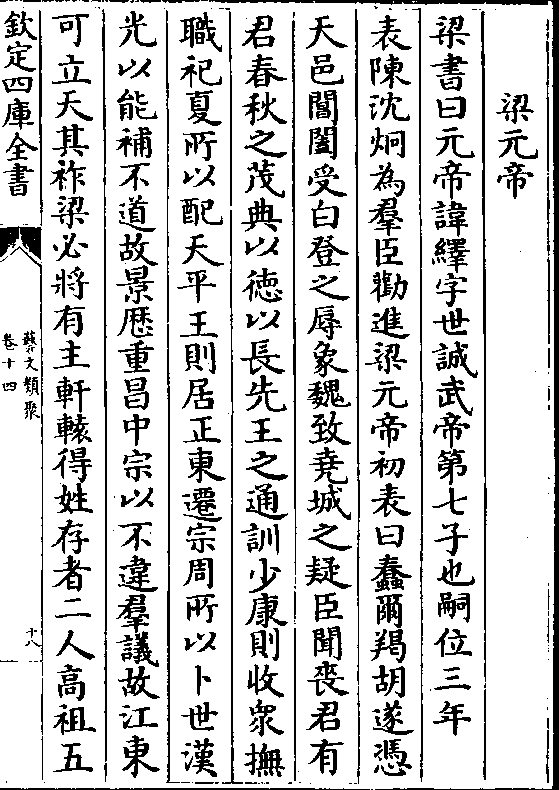 梁元帝
梁書曰元帝諱繹字世誠武帝第七子也嗣位三年
表陳沈炯為羣臣勸進梁元帝初表曰蠢爾羯胡遂憑
天邑閶闔受白登之辱象魏致堯城之疑臣聞喪君有
君春秋之茂典以徳以長先王之通訓少康則收衆撫
職祀夏所以配天平王則居正東遷宗周所以卜世漢
光以能補不道故景厯重昌中宗以不違羣議故江東
可立天其祚梁必將有主軒轅得姓存者二人高祖五
欽定四庫全書
藝文類聚
卷十四
十八